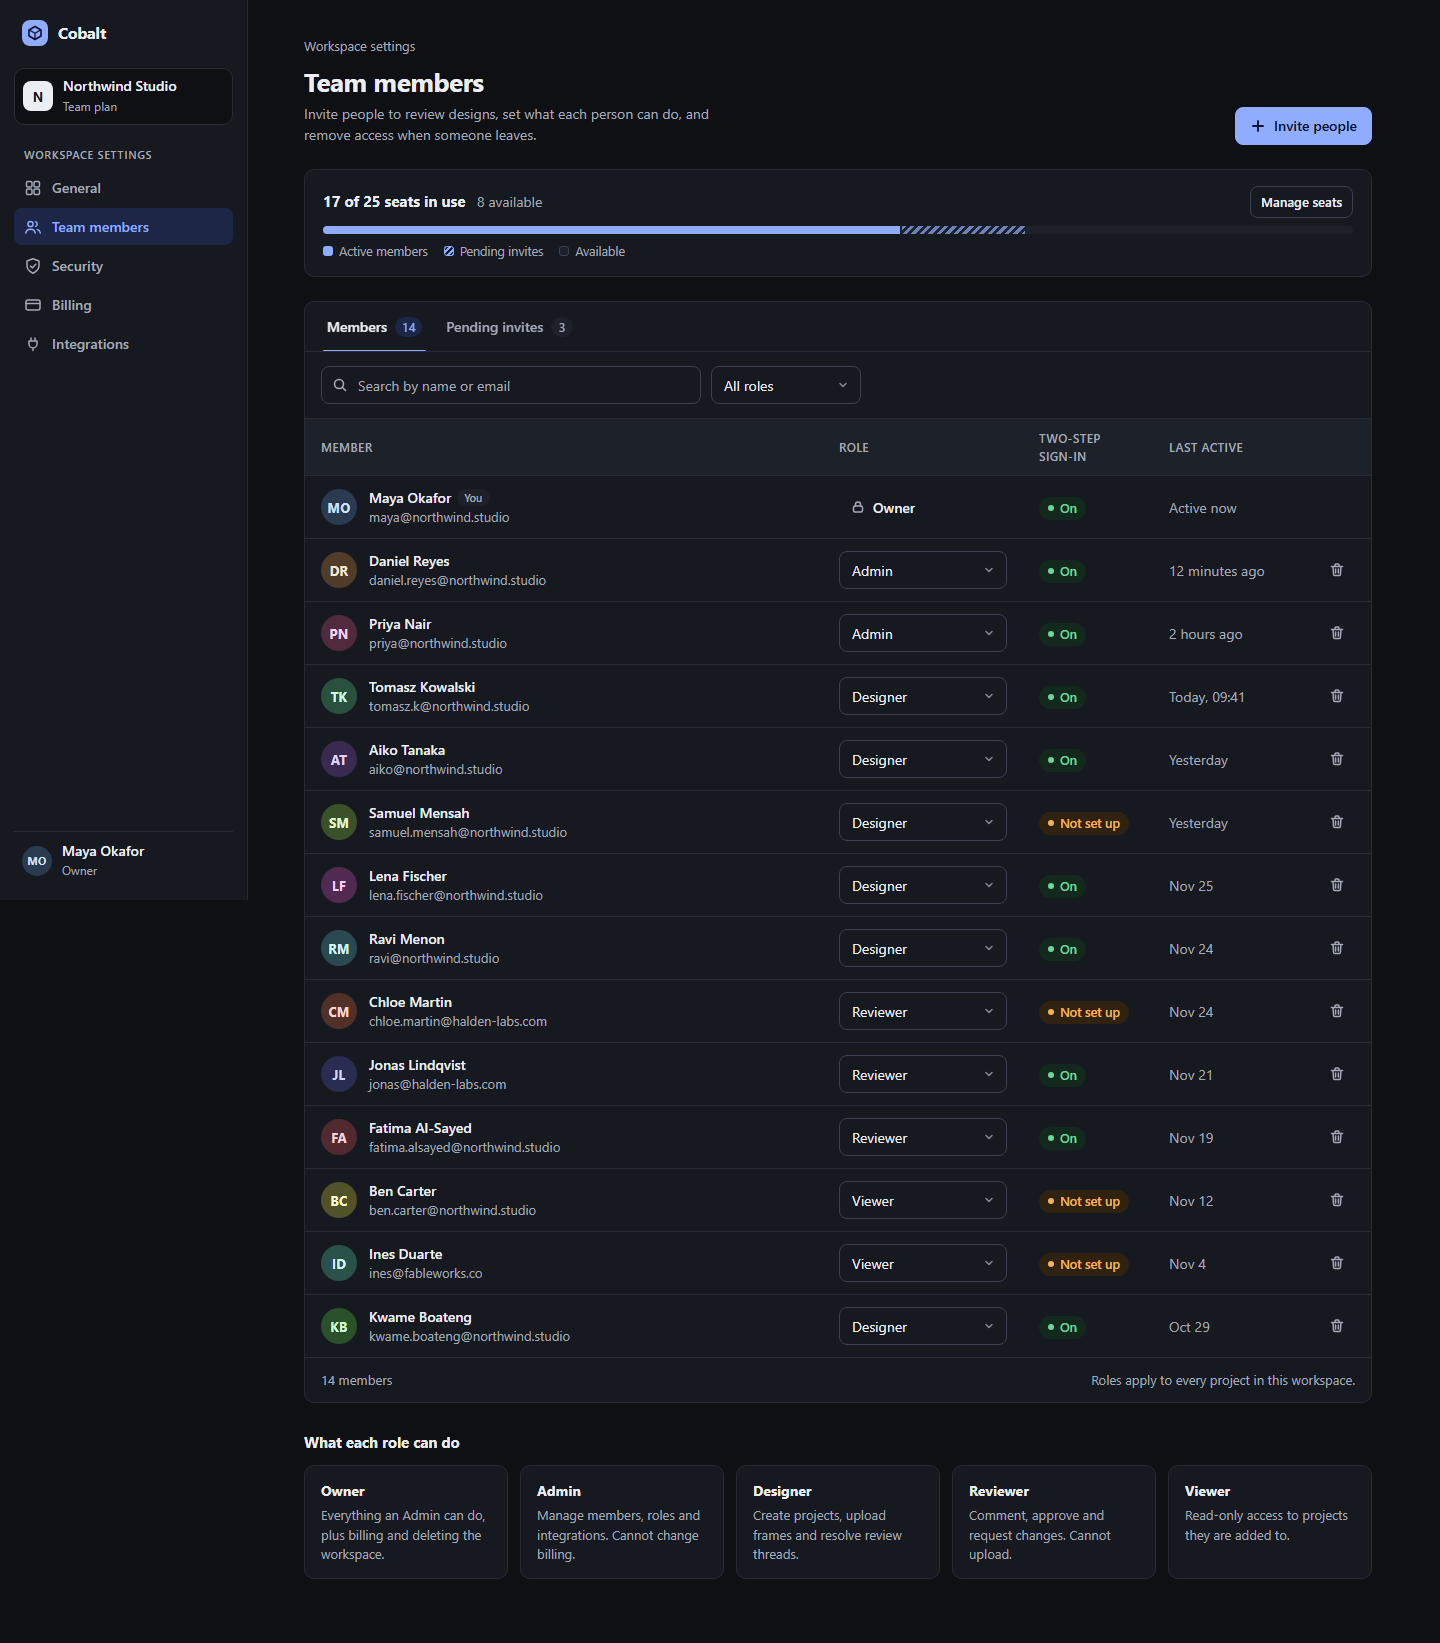 Cobalt
N
Northwind Studio
Team plan
WORKSPACE SETTINGS
General
Team members
Security
Billing
Integrations
MO
Maya Okafor
Owner
Workspace settings
Team members
Invite people to review designs, set what each person can do, and
remove access when someone leaves.
Invite people
17 of 25 seats in use 8 available
Manage seats
Active members Pending invites Available
Members 14 Pending invites 3
Search by name or email
All roles
MEMBER ROLE TWO-STEP SIGN-IN LAST ACTIVE
MO Maya Okafor You
maya@northwind.studio
Owner On Active now
DR Daniel Reyes
daniel.reyes@northwind.studio
Admin On 12 minutes ago
PN Priya Nair
priya@northwind.studio
Admin On 2 hours ago
TK Tomasz Kowalski
tomasz.k@northwind.studio
Designer On Today, 09:41
AT Aiko Tanaka
aiko@northwind.studio
Designer On Yesterday
SM Samuel Mensah
samuel.mensah@northwind.studio
Designer Not set up Yesterday
LF Lena Fischer
lena.fischer@northwind.studio
Designer On Nov 25
RM Ravi Menon
ravi@northwind.studio
Designer On Nov 24
CM Chloe Martin
chloe.martin@halden-labs.com
Reviewer Not set up Nov 24
JL Jonas Lindqvist
jonas@halden-labs.com
Reviewer On Nov 21
FA Fatima Al-Sayed
fatima.alsayed@northwind.studio
Reviewer On Nov 19
BC Ben Carter
ben.carter@northwind.studio
Viewer Not set up Nov 12
ID Ines Duarte
ines@fableworks.co
Viewer Not set up Nov 4
KB Kwame Boateng
kwame.boateng@northwind.studio
Designer On Oct 29
14 members
Roles apply to every project in this workspace.
What each role can do
Owner
Everything an Admin can do,
plus billing and deleting the
workspace.
Admin
Manage members, roles and
integrations. Cannot change
billing.
Designer
Create projects, upload
frames and resolve review
threads.
Reviewer
Comment, approve and
request changes. Cannot
upload.
Viewer
Read-only access to projects
they are added to.